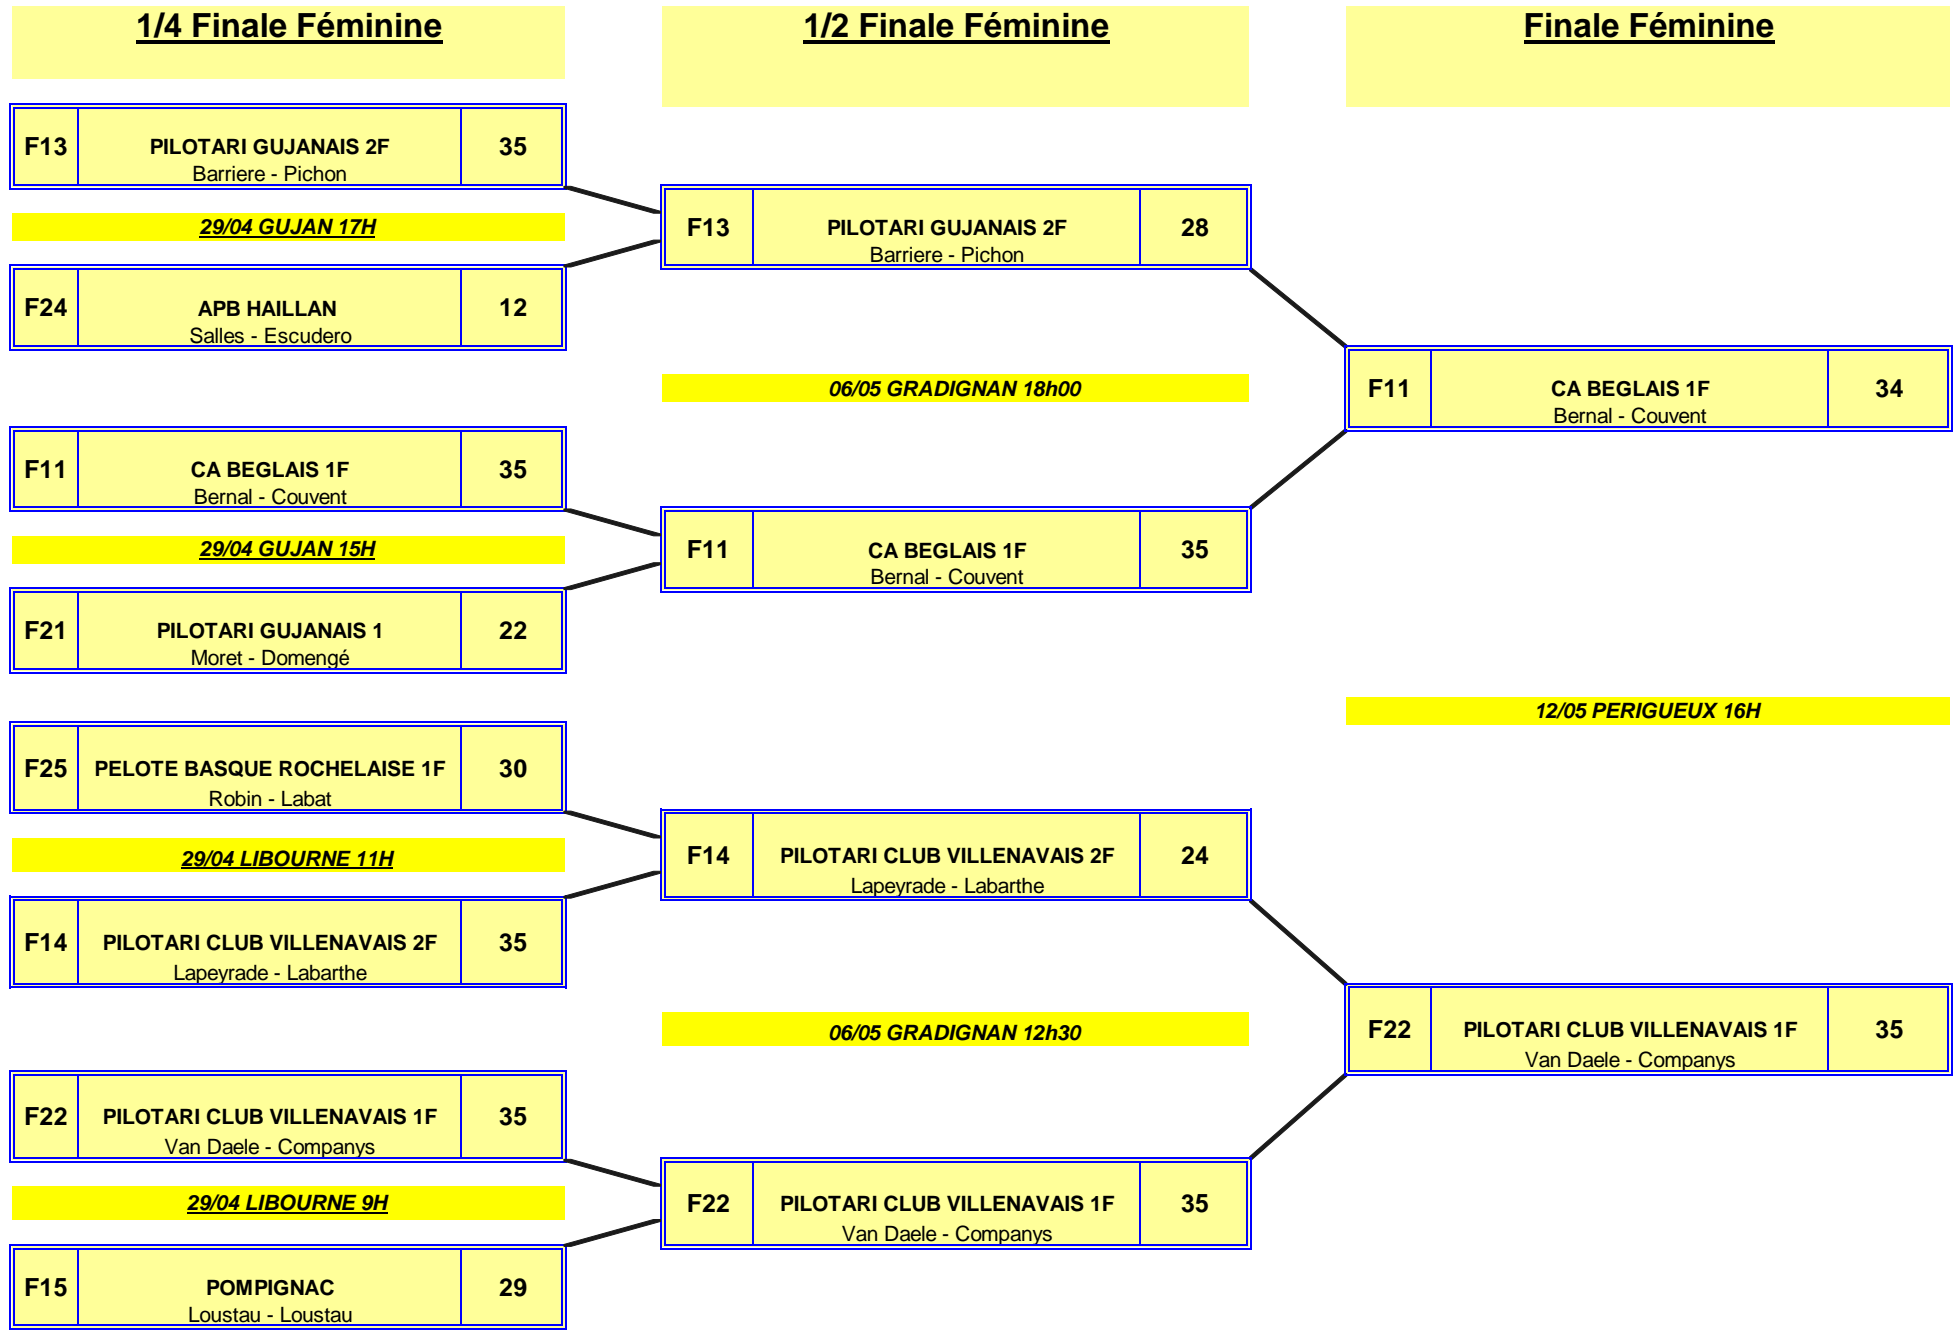 1/4 Finale Féminine
1/2 Finale Féminine
Finale Féminine
F13 PILOTARI GUJANAIS 2F 35
Barriere - Pichon
29/04 GUJAN 17H
F24 APB HAILLAN 12
Salles - Escudero
F11 CA BEGLAIS 1F 35
Bernal - Couvent
29/04 GUJAN 15H
F21 PILOTARI GUJANAIS 1 22
Moret - Domengé
F25 PELOTE BASQUE ROCHELAISE 1F 30
Robin - Labat
29/04 LIBOURNE 11H
F14 PILOTARI CLUB VILLENAVAIS 2F 35
Lapeyrade - Labarthe
F22 PILOTARI CLUB VILLENAVAIS 1F 35
Van Daele - Companys
29/04 LIBOURNE 9H
F15 POMPIGNAC 29
Loustau - Loustau
F13 PILOTARI GUJANAIS 2F 28
Barriere - Pichon
06/05 GRADIGNAN 18h00
F11 CA BEGLAIS 1F 35
Bernal - Couvent
F14 PILOTARI CLUB VILLENAVAIS 2F 24
Lapeyrade - Labarthe
06/05 GRADIGNAN 12h30
F22 PILOTARI CLUB VILLENAVAIS 1F 35
Van Daele - Companys
F11 CA BEGLAIS 1F 34
Bernal - Couvent
12/05 PERIGUEUX 16H
F22 PILOTARI CLUB VILLENAVAIS 1F 35
Van Daele - Companys